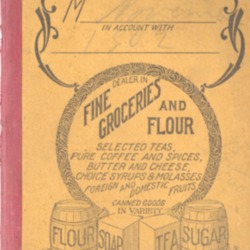 M
IN ACCOUNT WITH
DEALER IN
FINE
GROCERIES AND
FLOUR
SELECTED TEAS,
PURE COFFEE AND SPICES,
BUTTER AND CHEESE,
CHOICE SYRUPS & MOLASSES
FOREIGN AND DOMESTIC FRUITS,
CANNED GOODS
IN VARIETY.
FLOUR SOAP TEA SUGAR